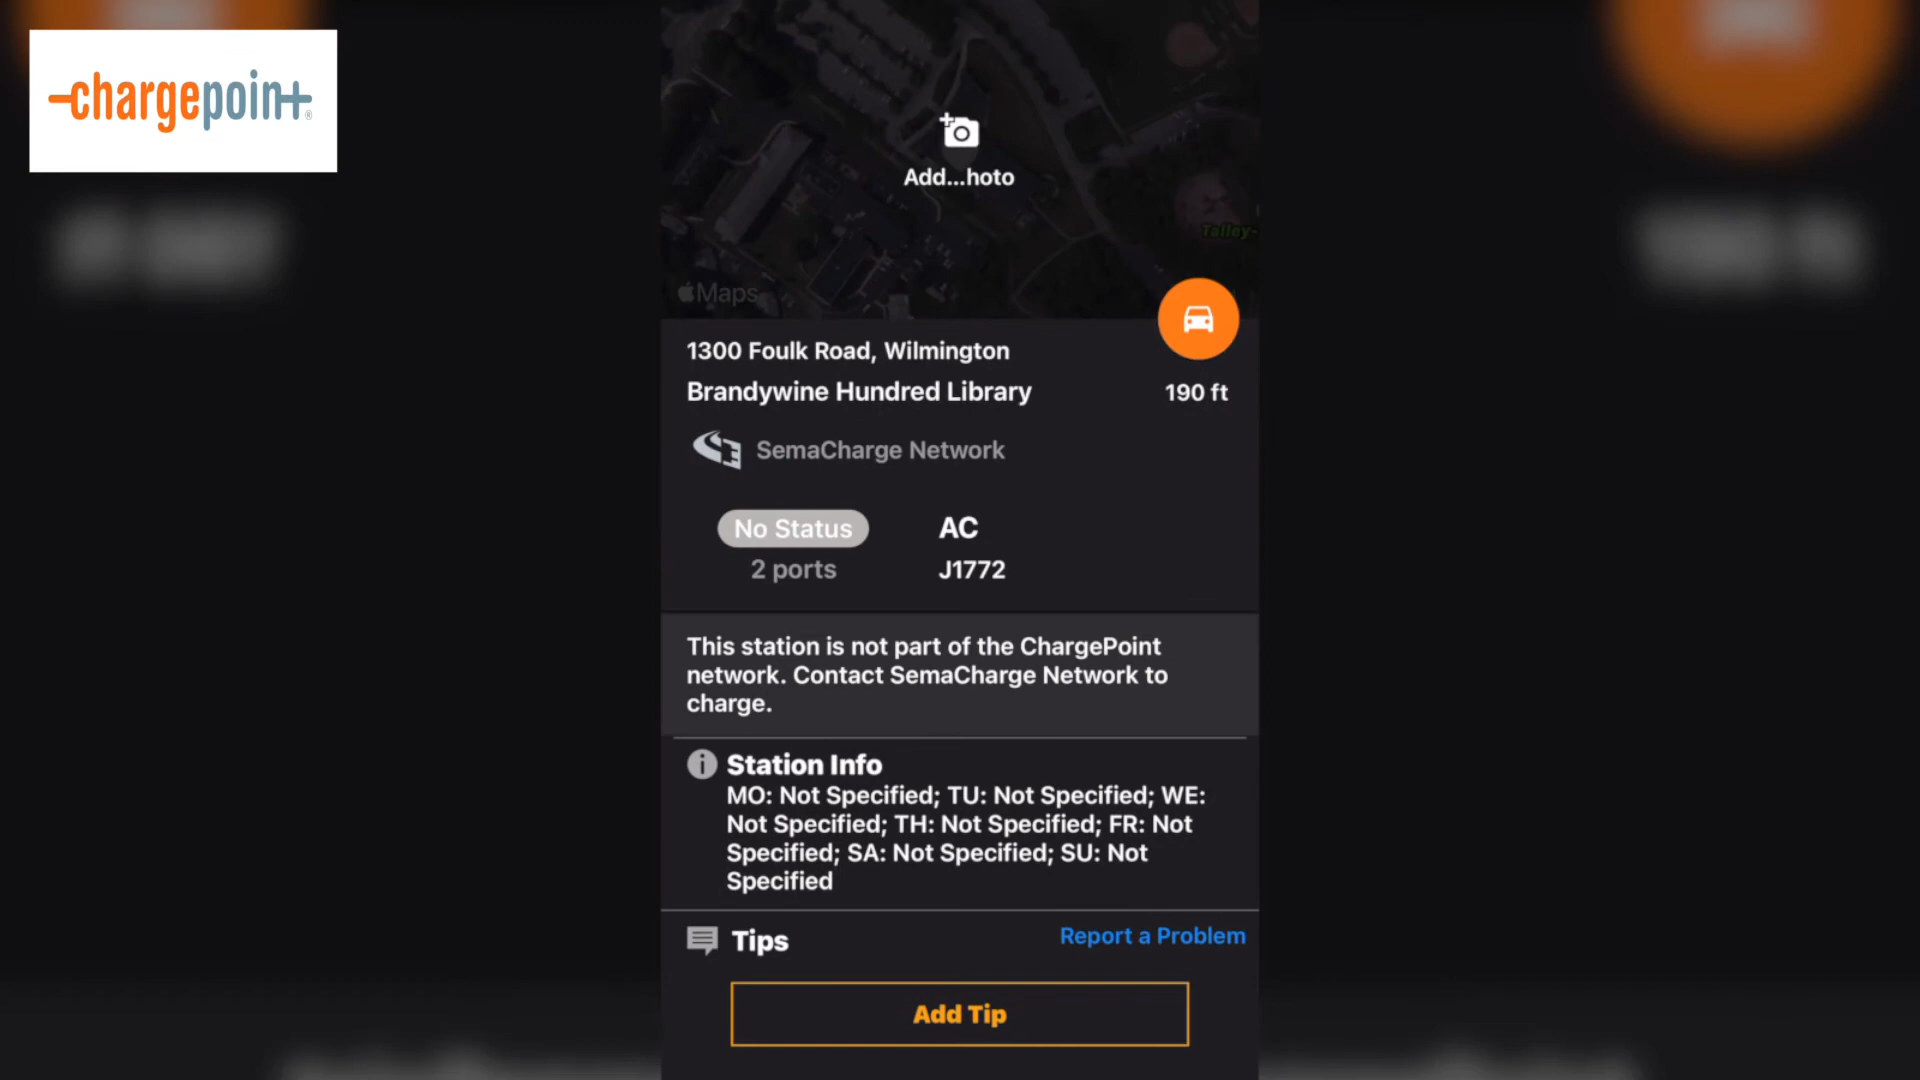 chargepoin+®
Add...hoto
Talley-
Maps
1300 Foulk Road, Wilmington
Brandywine Hundred Library
190 ft
SemaCharge Network
No Status
AC
2 ports
J1772
This station is not part of the ChargePoint
network. Contact SemaCharge Network to
charge.
Station Info
MO: Not Specified; TU: Not Specified; WE:
Not Specified; TH: Not Specified; FR: Not
Specified; SA: Not Specified; SU: Not
Specified
Tips
Report a Problem
Add Tip